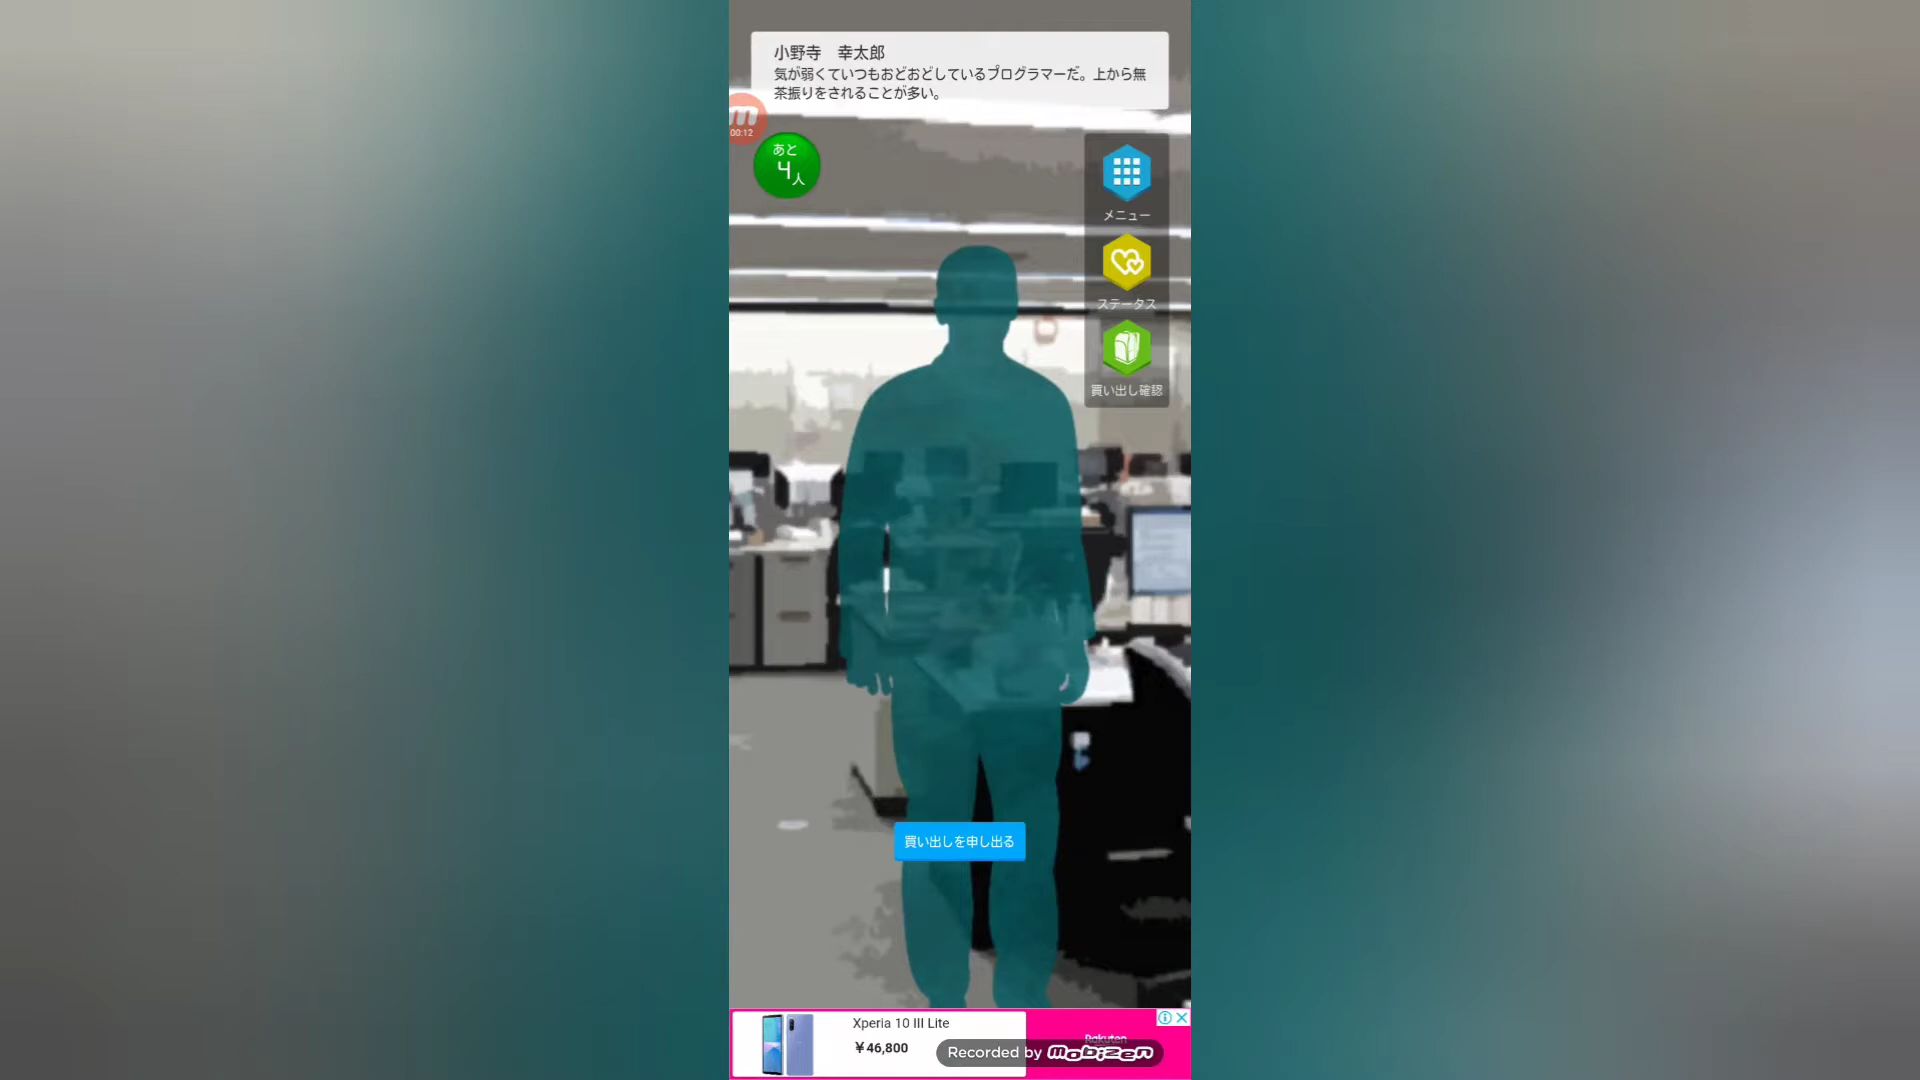 小野寺　幸太郎
気が弱くていつもおどおどしているプログラマーだ。上から無
茶振りをされることが多い。
00:12
あと
4人
メニュー
ステータス
買い出し確認
買い出しを申し出る
Xperia 10 III Lite
¥46,800
Rakuten
Recorded by mobizen